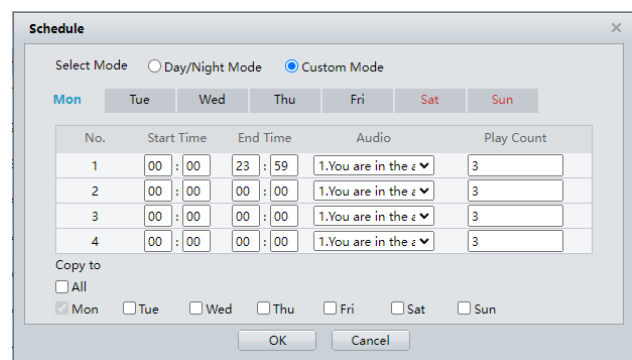 Schedule
Select Mode Day/Night Mode Custom Mode
Mon Tue Wed Thu Fri Sat Sun
No. Start Time End Time Audio Play Count
1 00 : 00 23 : 59 1.You are in the 3
2 00 : 00 00 : 00 1.You are in the 3
3 00 : 00 00 : 00 1.You are in the 3
4 00 : 00 00 : 00 1.You are in the 3
Copy to
All
Mon Tue Wed Thu Fri Sat Sun
OK Cancel